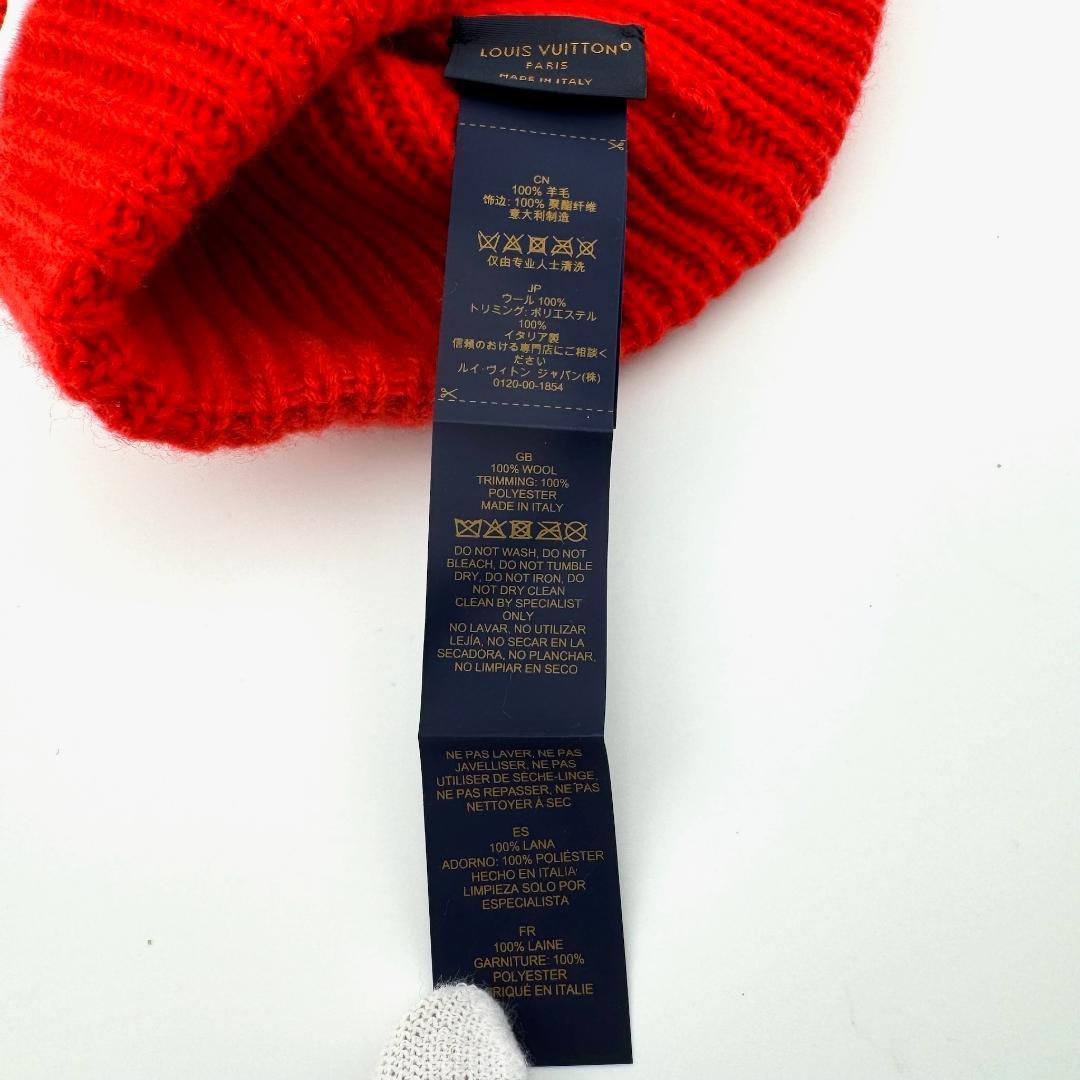 LOUIS VUITTON®
PARIS
MADE IN ITALY
CN
100% 羊毛
饰边: 100% 聚酯纤维
意大利制造
仅由专业人士清洗
JP
ウール 100%
トリミング: ポリエステル
100%
イタリア製
信頼のおける専門店にご相談く
ださい
ルイ·ヴィトン ジャパン(株)
0120-00-1854
GB
100% WOOL
TRIMMING: 100%
POLYESTER
MADE IN ITALY
DO NOT WASH, DO NOT
BLEACH, DO NOT TUMBLE
DRY, DO NOT IRON, DO
NOT DRY CLEAN
CLEAN BY SPECIALIST
ONLY
NO LAVAR, NO UTILIZAR
LEJÍA, NO SECAR EN LA
SECADORA, NO PLANCHAR,
NO LIMPIAR EN SECO
NE PAS LAVER, NE PAS
JAVELLISER, NE PAS
UTILISER DE SÈCHE-LINGE,
NE PAS REPASSER, NE PAS
NETTOYER À SEC
ES
100% LANA
ADORNO: 100% POLIÉSTER
HECHO EN ITALIA
LIMPIEZA SOLO POR
ESPECIALISTA
FR
100% LAINE
GARNITURE: 100%
POLYESTER
RIQUÉ EN ITALIE